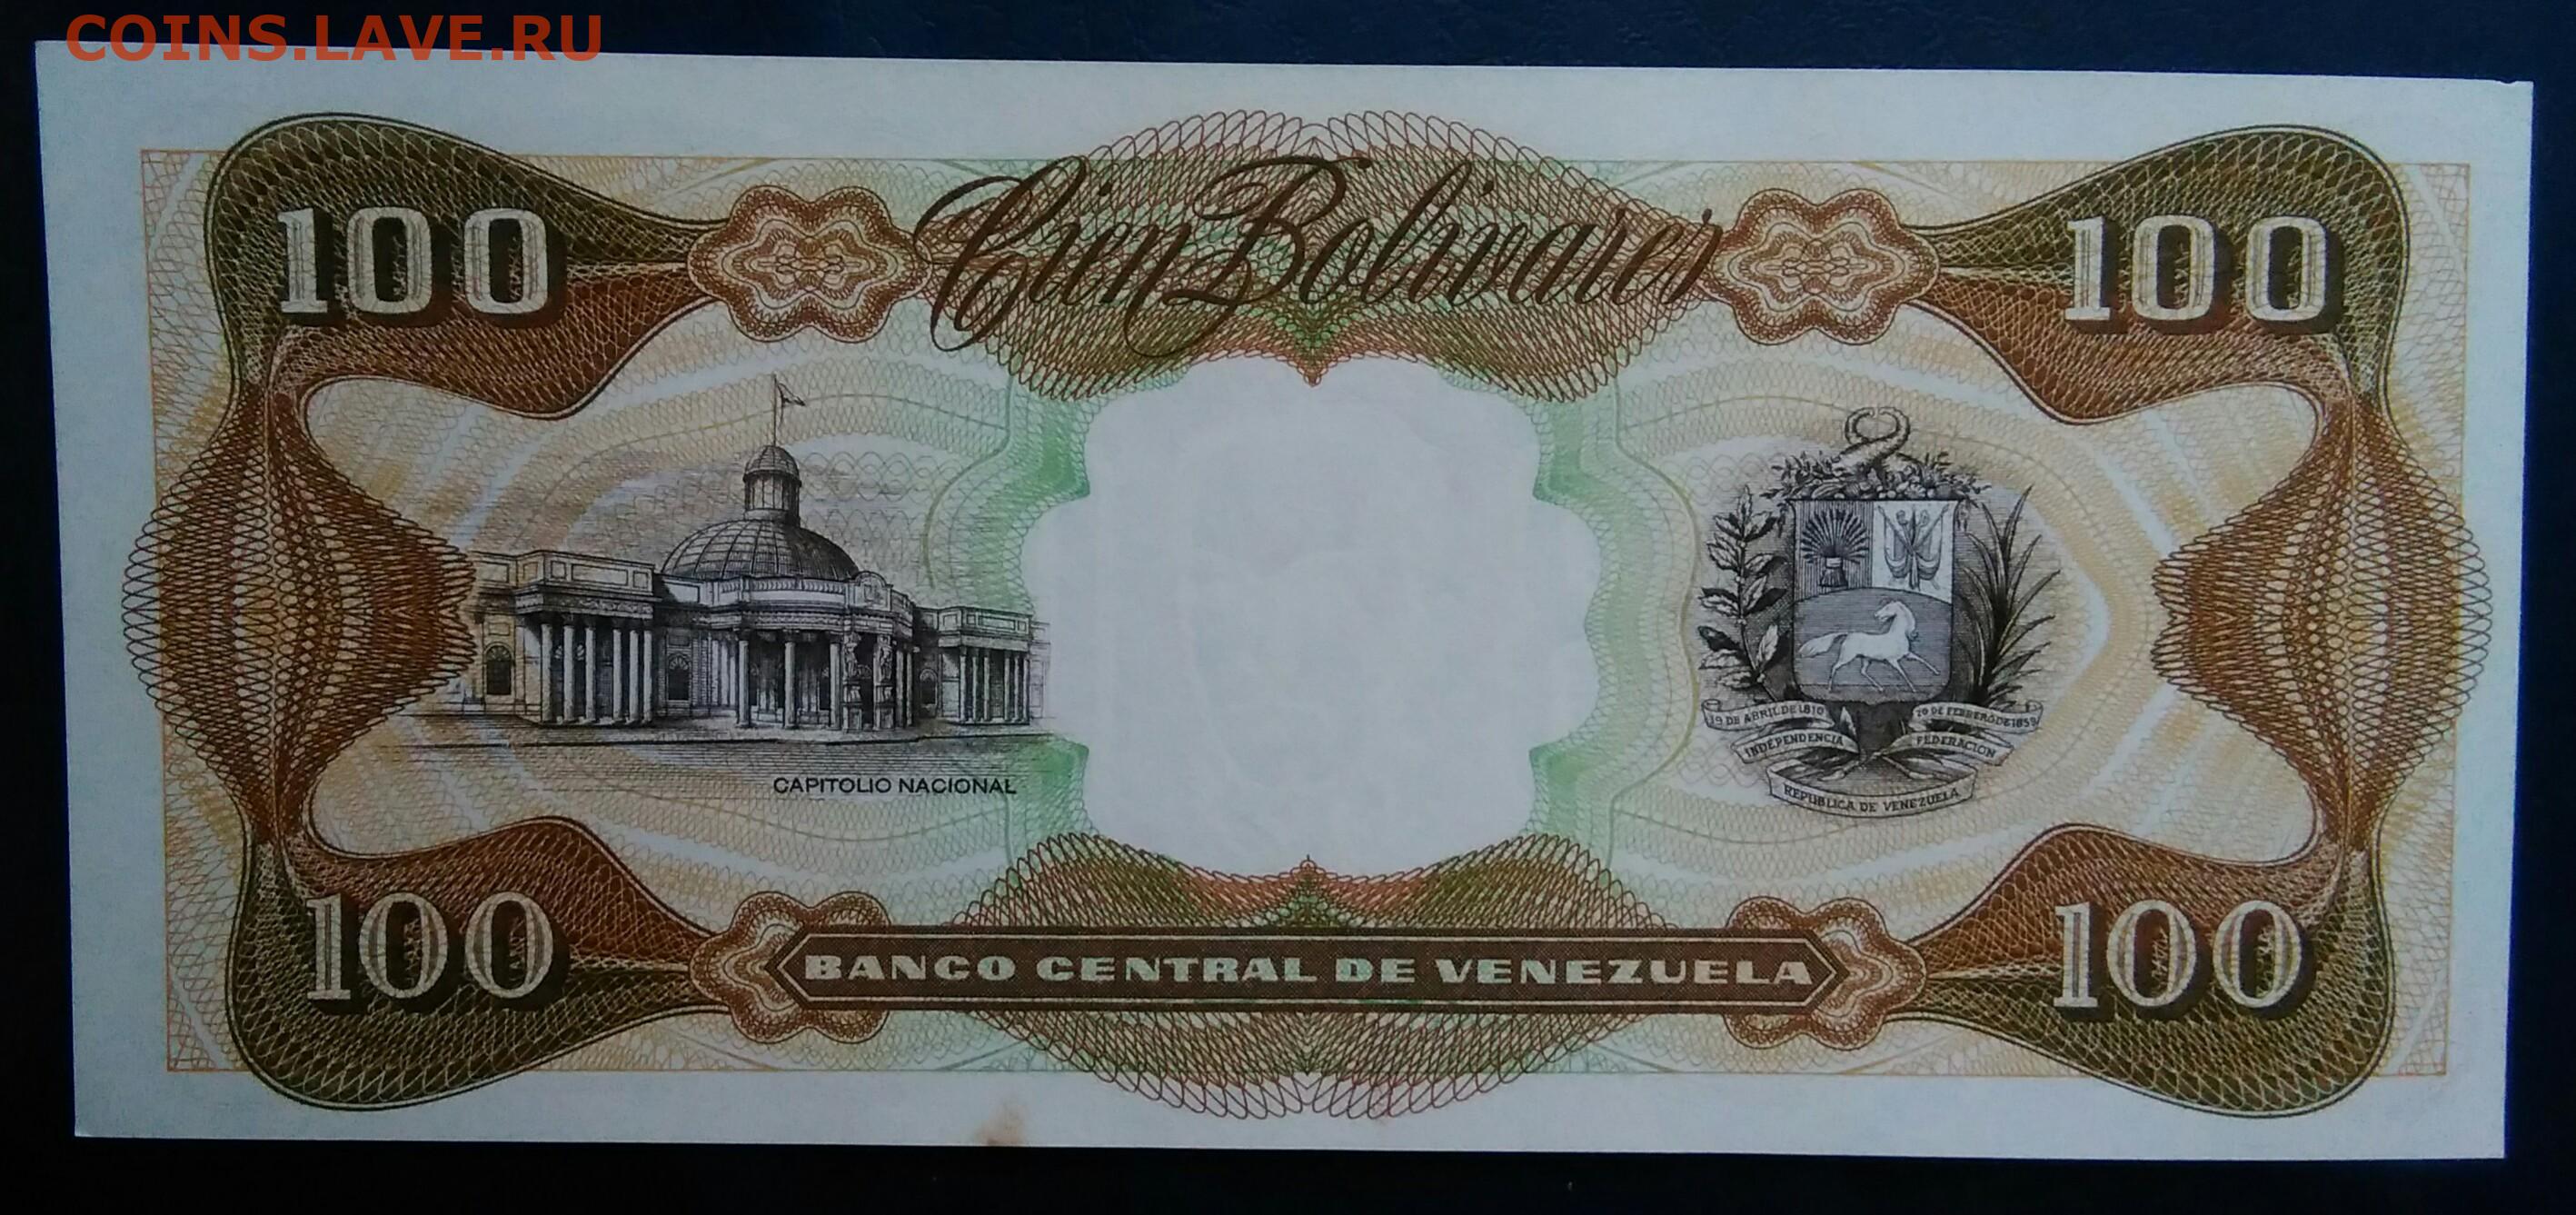 COINS.LAVE.RU
100
Cien Bolívares
100
19 DE ABRIL DE 1810
20 DE FEBRERO DE 1859
INDEPENDENCIA
FEDERACION
REPUBLICA DE VENEZUELA
CAPITOLIO NACIONAL
100
BANCO CENTRAL DE VENEZUELA
100